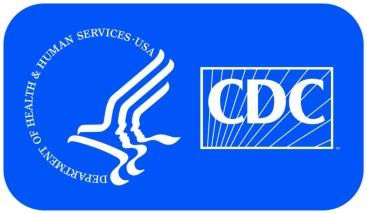 DEPARTMENT OF HEALTH & HUMAN SERVICES·USA
CDC